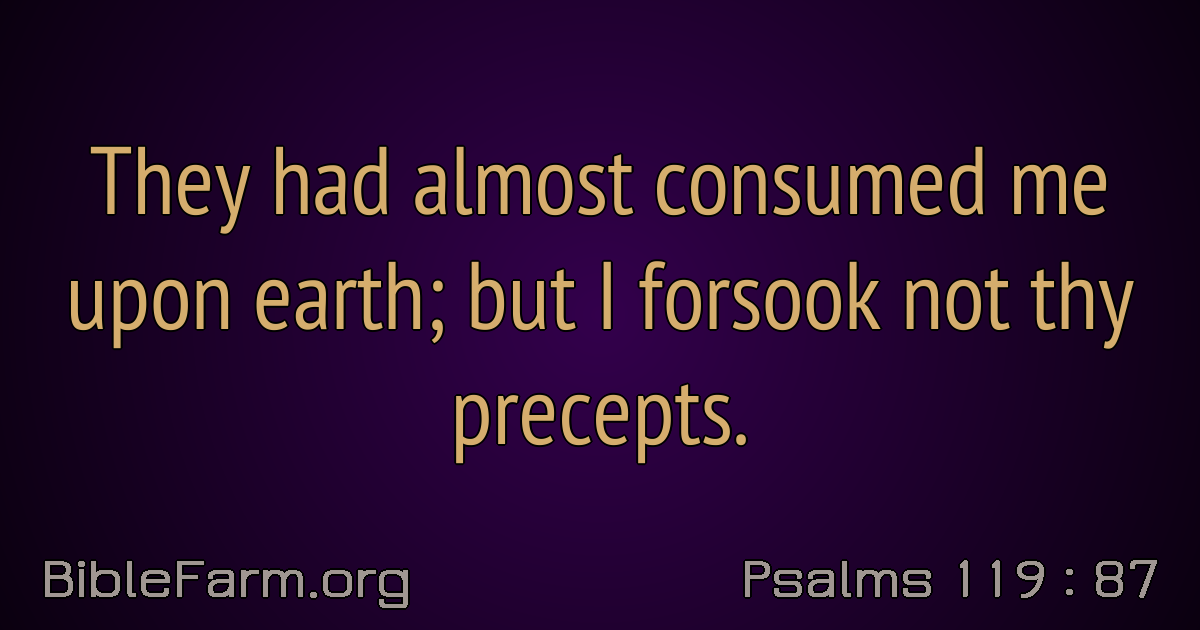 They had almost consumed me
upon earth; but I forsook not thy
precepts.
BibleFarm.org
Psalms 119 : 87